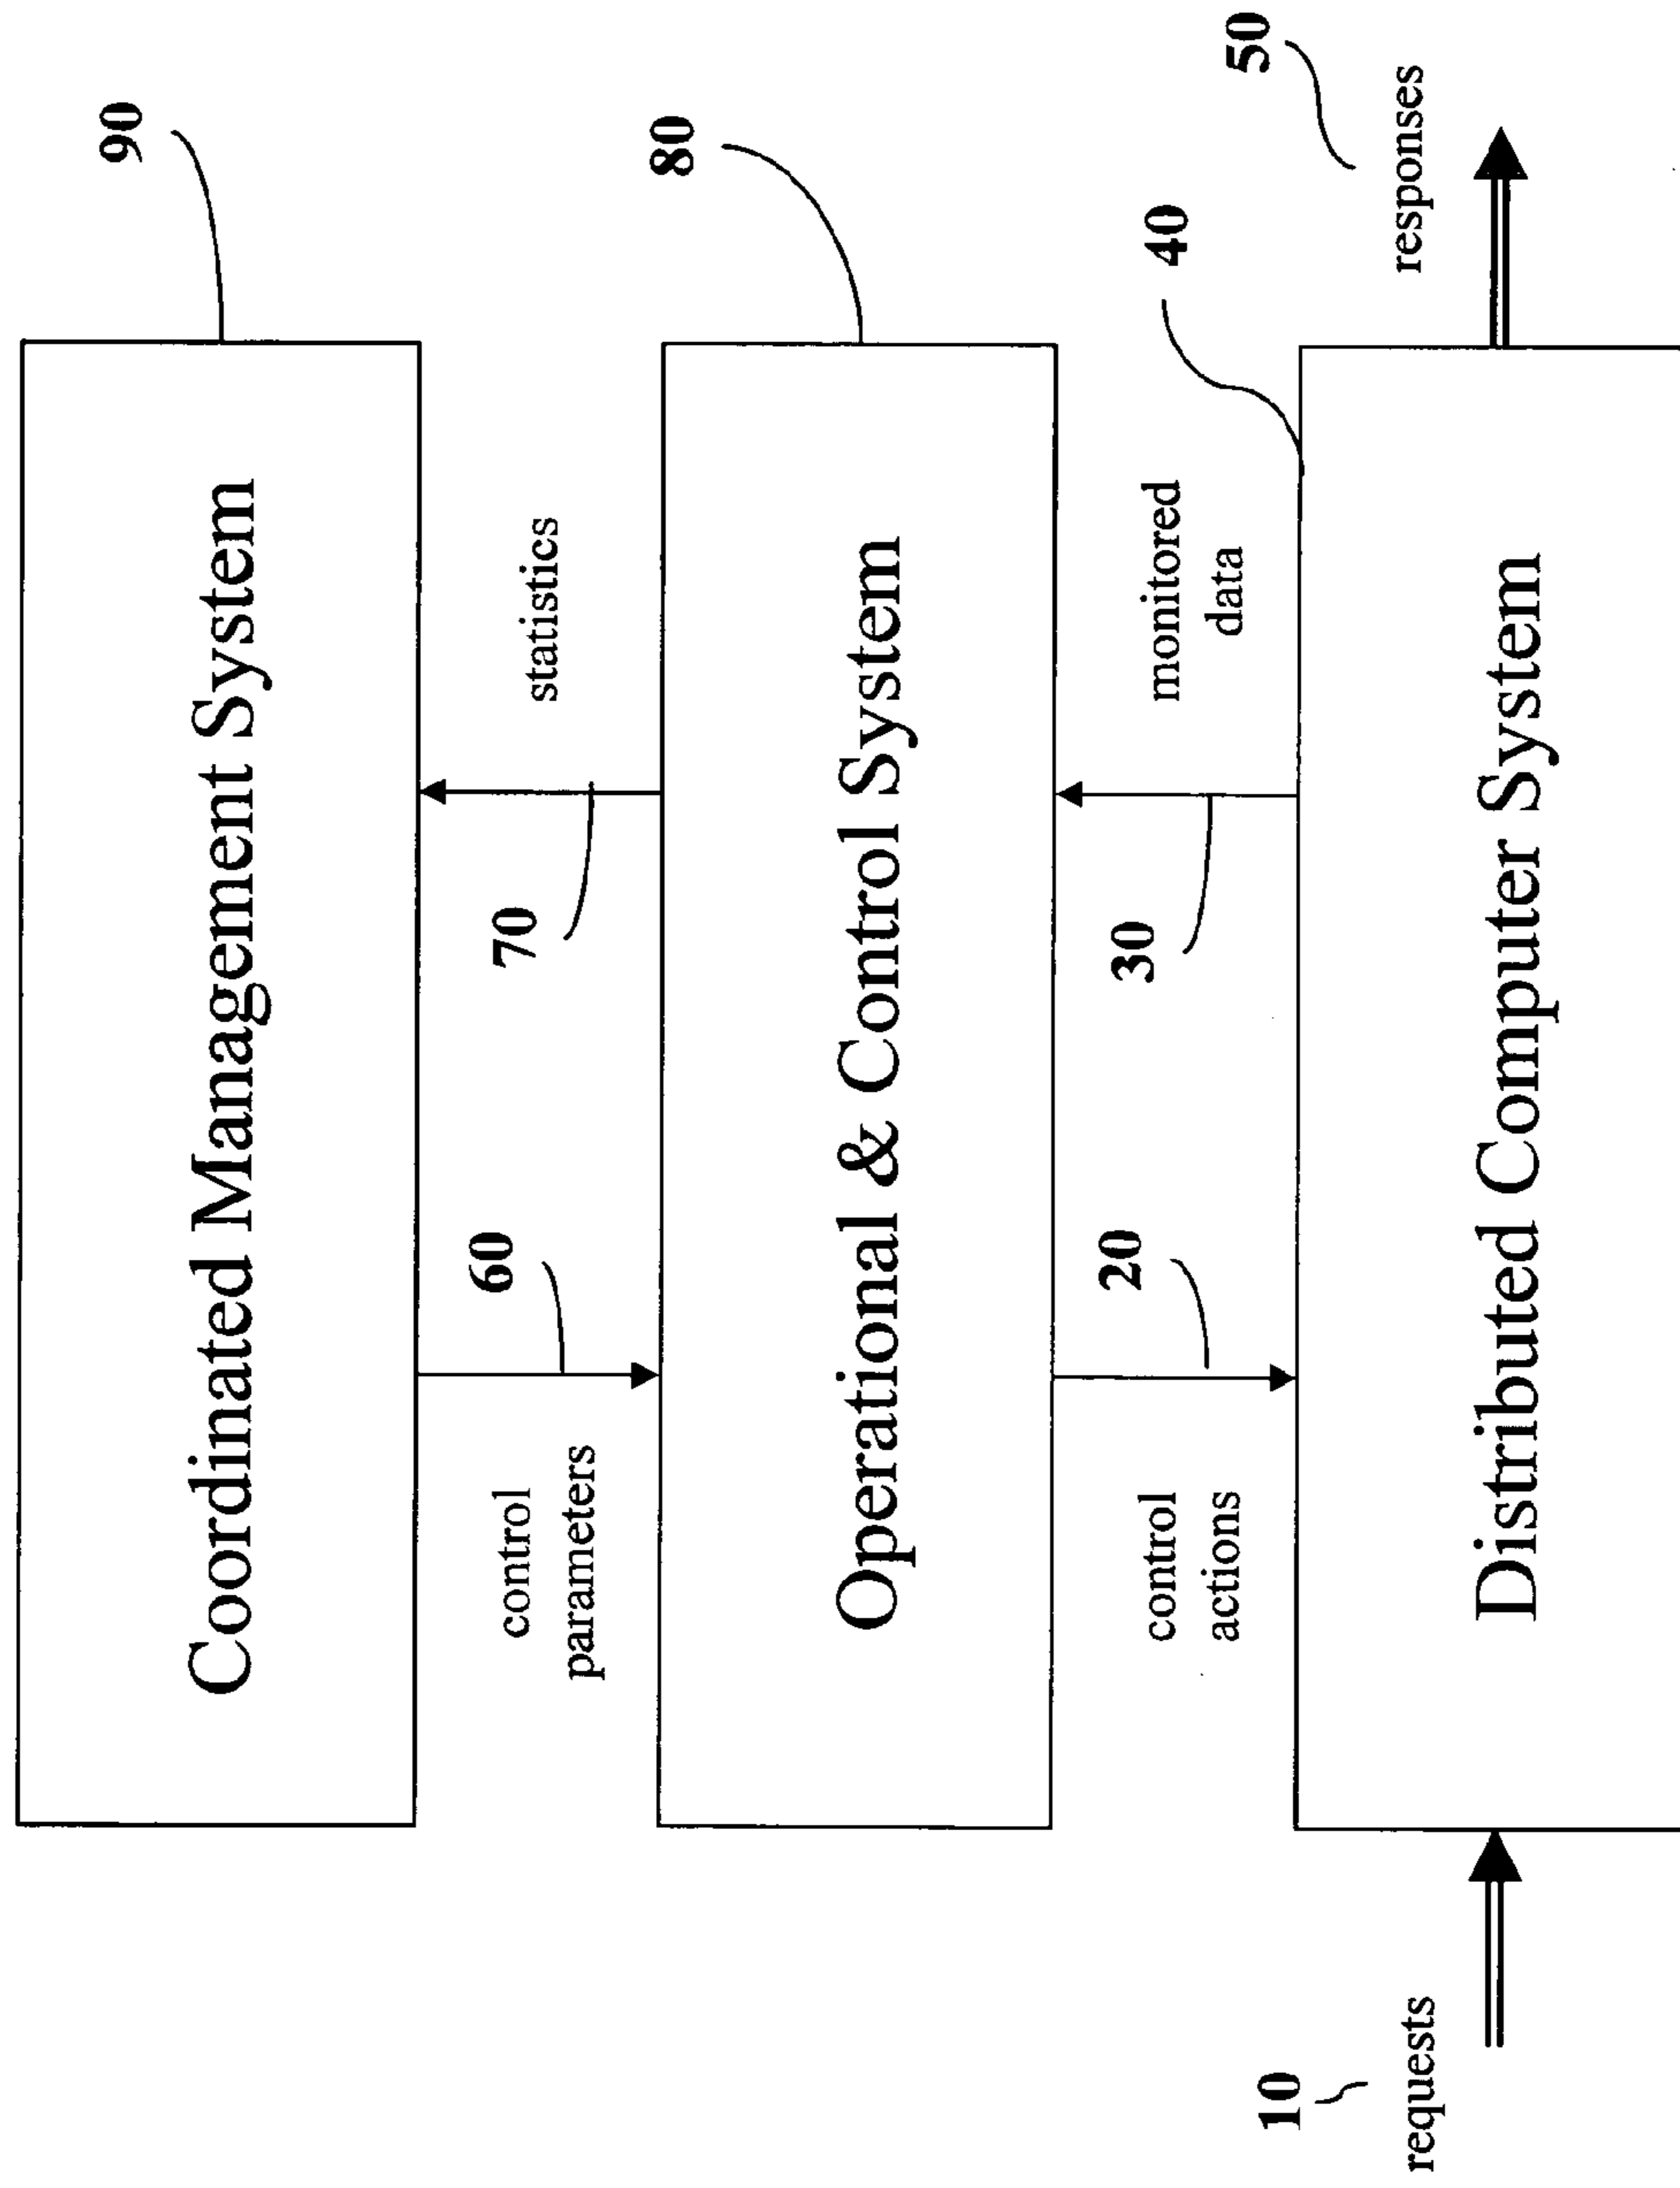 90
Coordinated Management System
control
parameters
60
70
statistics
80
Operational & Control System
control
actions
20
30
monitored
data
40
50
Distributed Computer System
10
requests
responses